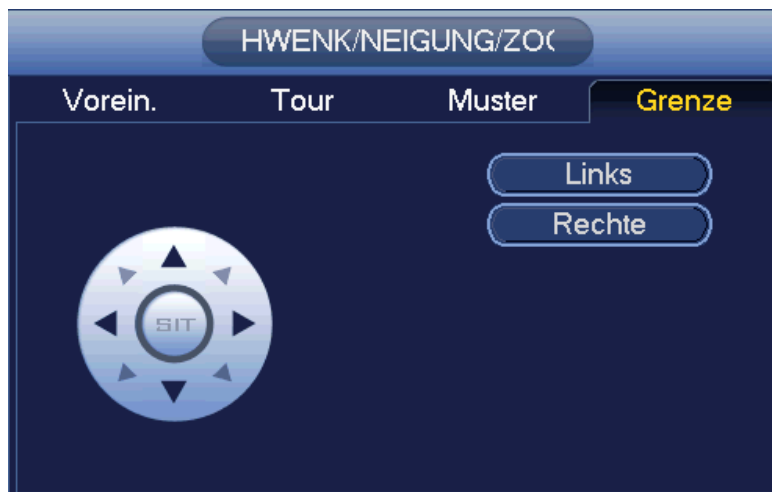 HWENK/NEIGUNG/ZO
Vorein. Tour Muster Grenze
Links
Rechte
SIT